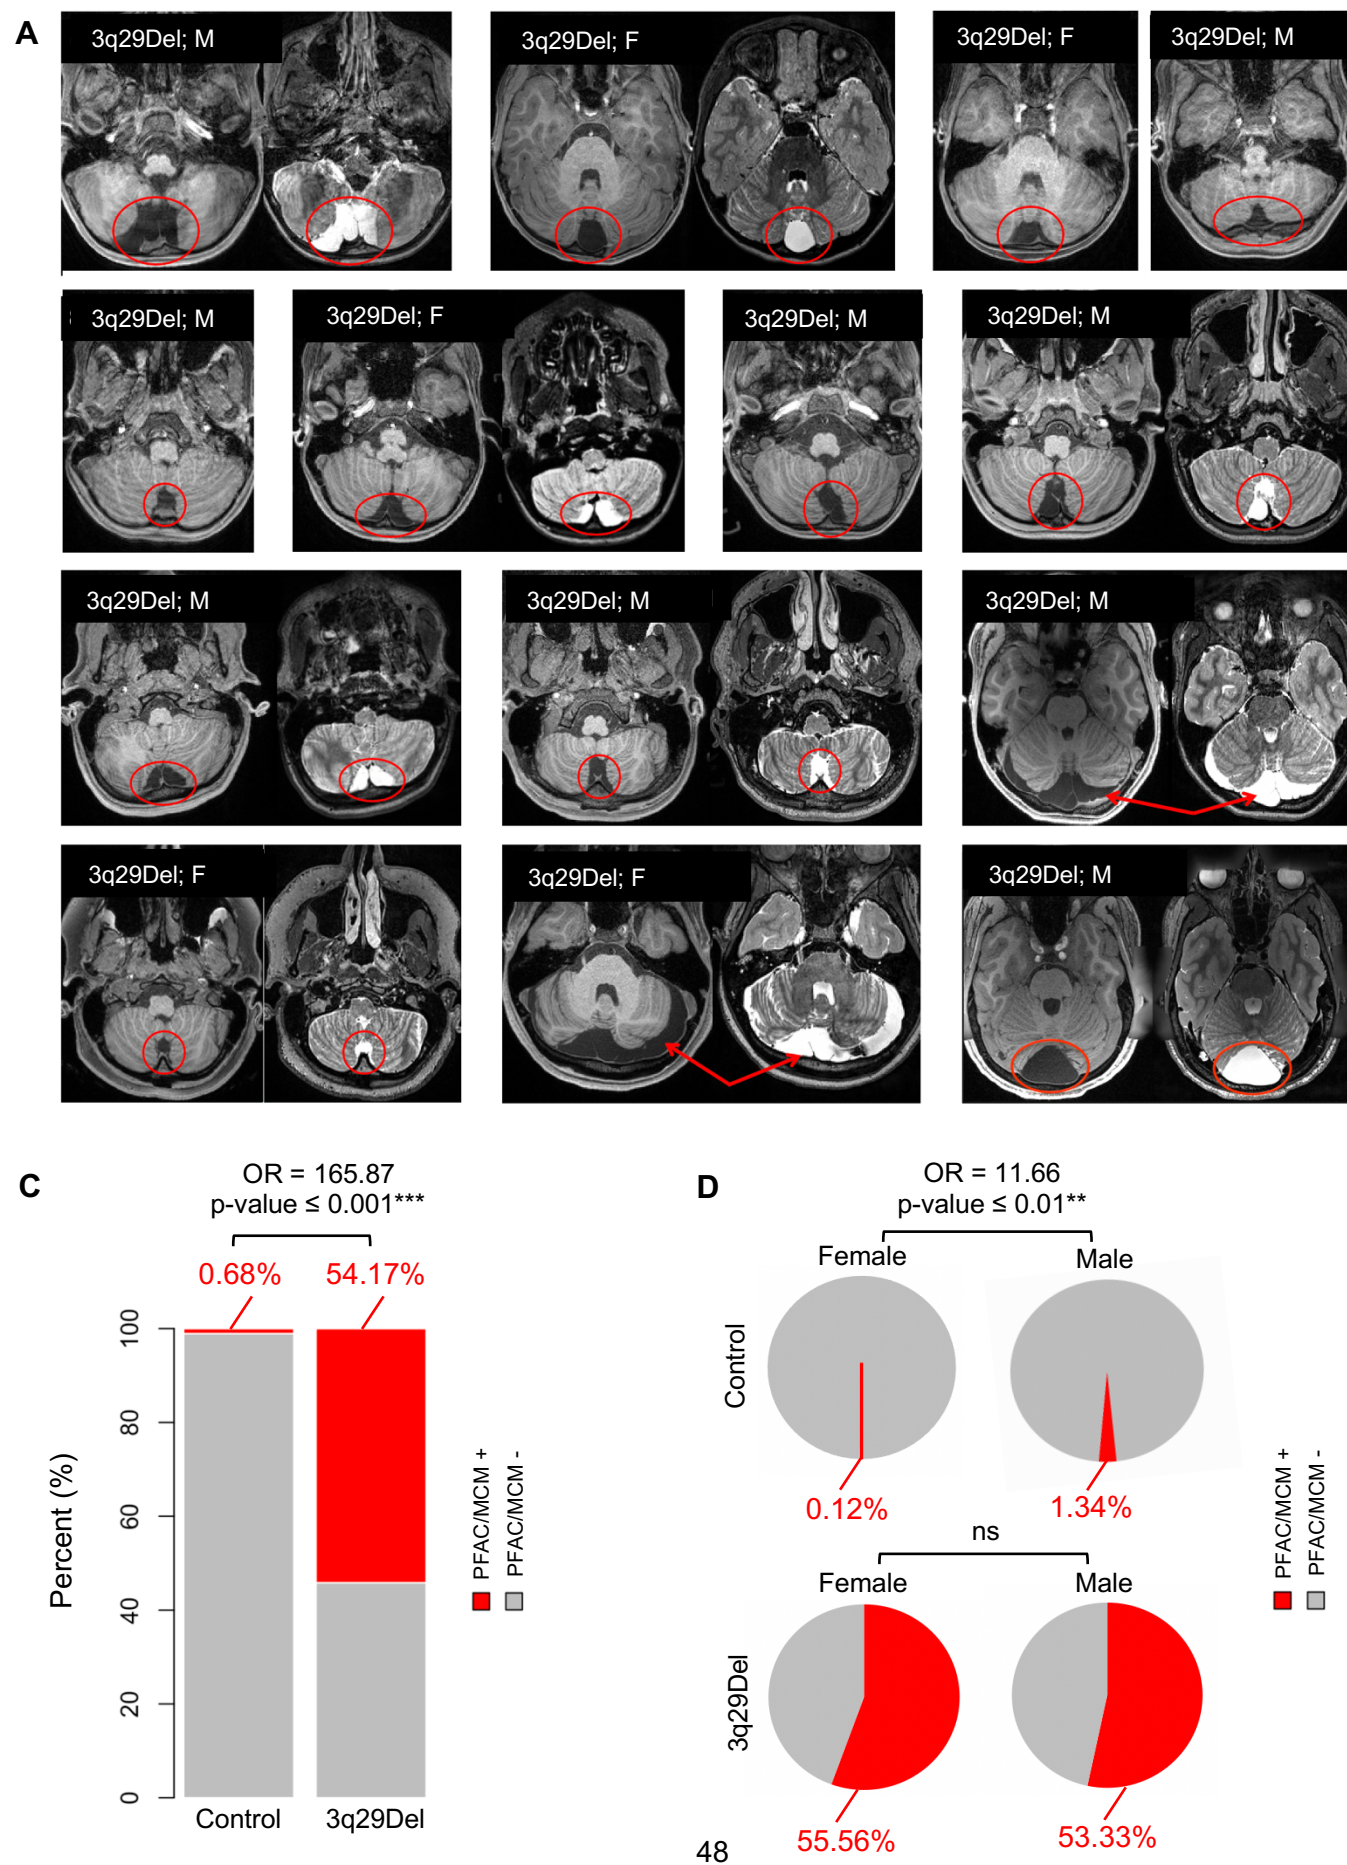 A
3q29Del; M
3q29Del; F
3q29Del; F
3q29Del; M
3q29Del; M
3q29Del; F
3q29Del; M
3q29Del; M
3q29Del; M
3q29Del; M
3q29Del; M
3q29Del; F
3q29Del; F
3q29Del; M
C
OR = 165.87
p-value ≤ 0.001***
0.68%
54.17%
Percent (%)
100
80
60
40
20
0
Control
3q29Del
PFAC/MCM +
PFAC/MCM -
D
OR = 11.66
p-value ≤ 0.01**
Female
Male
Control
0.12%
1.34%
ns
Female
Male
3q29Del
55.56%
53.33%
PFAC/MCM +
PFAC/MCM -
48